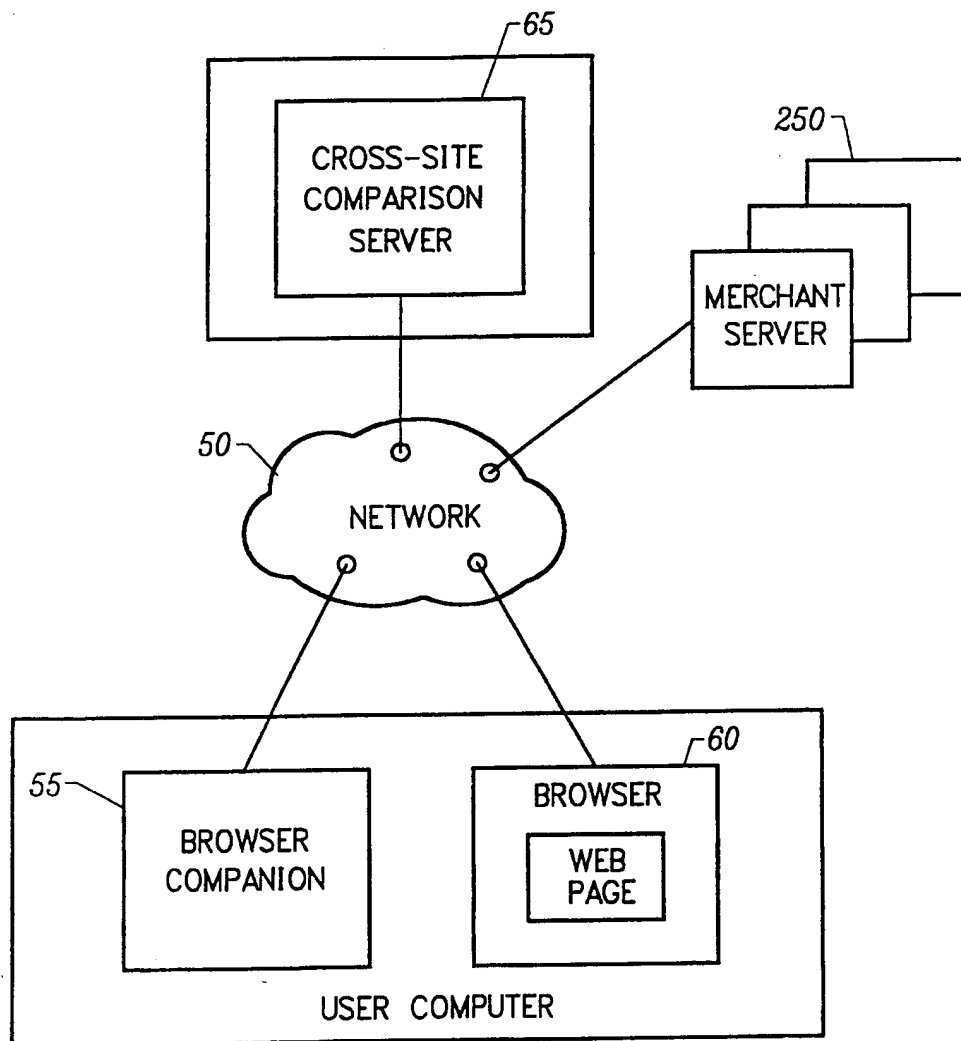 65
CROSS-SITE
COMPARISON
SERVER
250
MERCHANT
SERVER
50
NETWORK
55
BROWSER
COMPANION
60
BROWSER
WEB
PAGE
USER COMPUTER